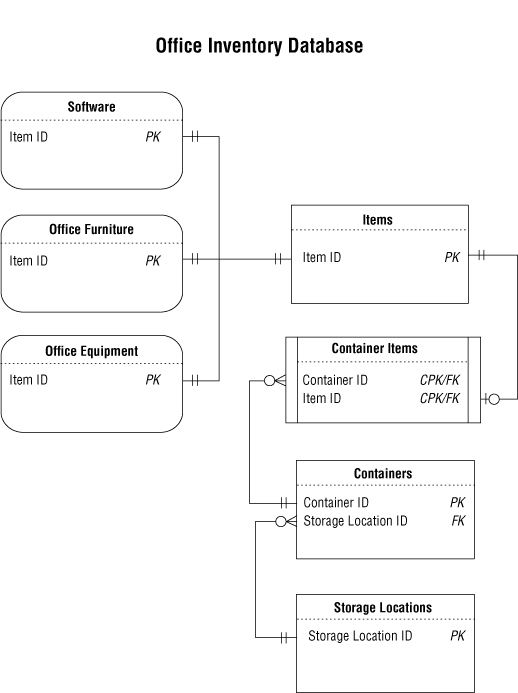 Office Inventory Database
Software
Item ID PK
Office Furniture
Item ID PK
Office Equipment
Item ID PK
Items
Item ID PK
Container Items
Container ID CPK/FK
Item ID CPK/FK
Containers
Container ID PK
Storage Location ID FK
Storage Locations
Storage Location ID PK